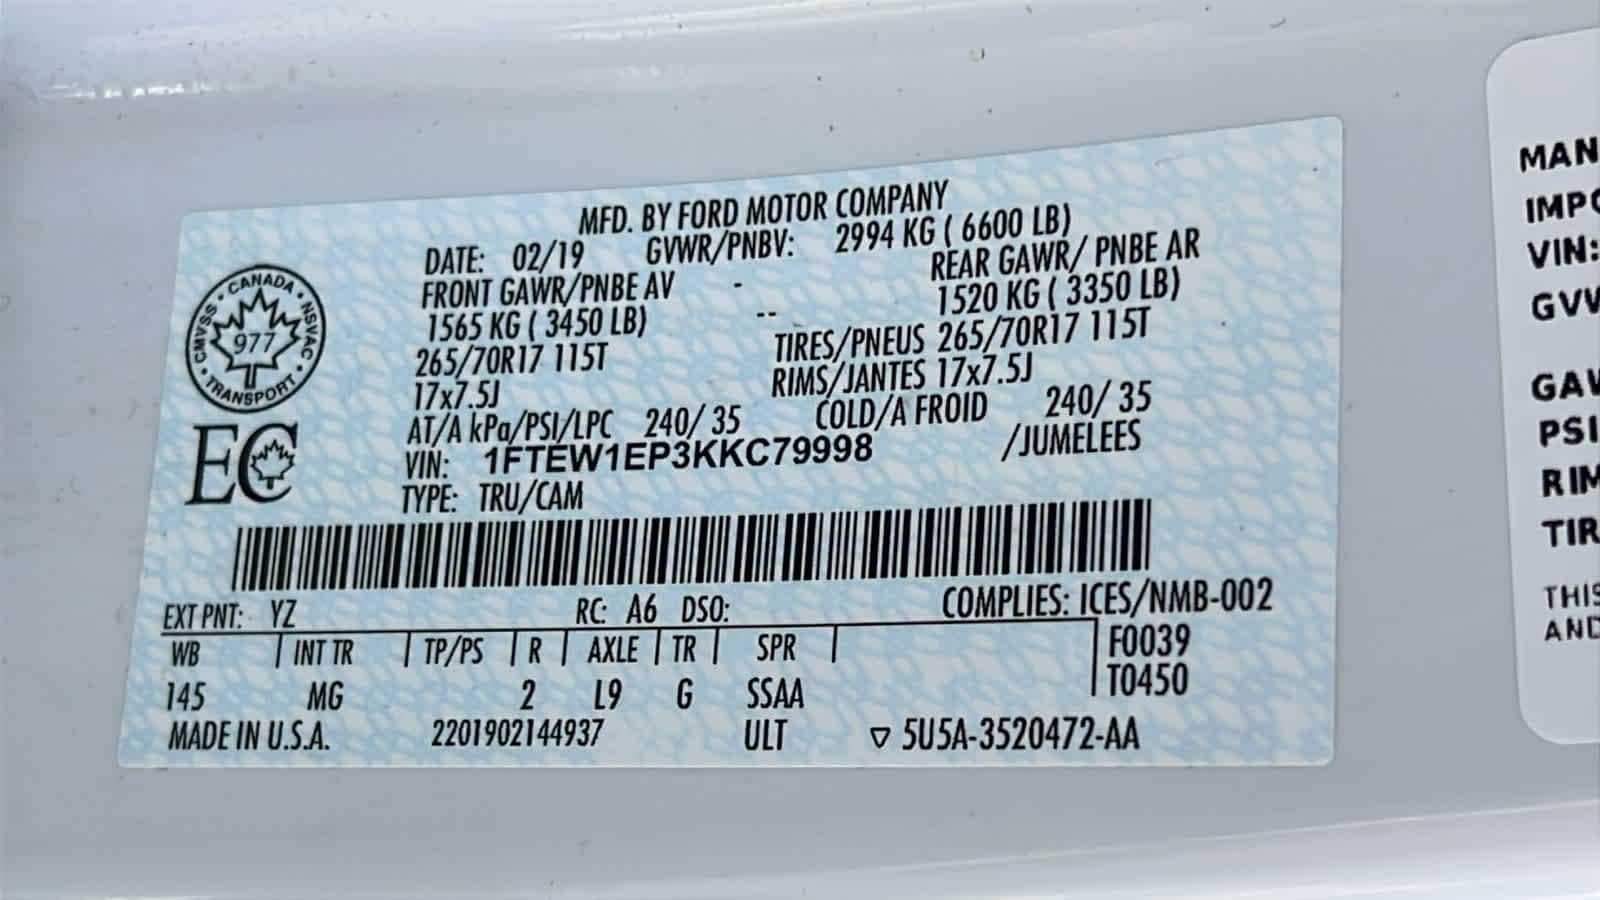 MFD. BY FORD MOTOR COMPANY
DATE: 02/19 GVWR/PNBV: 2994 KG ( 6600 LB)
FRONT GAWR/PNBE AV - REAR GAWR/ PNBE AR
1565 KG ( 3450 LB) -- 1520 KG ( 3350 LB)
265/70R17 115T TIRES/PNEUS 265/70R17 115T
17x7.5J RIMS/JANTES 17x7.5J
AT/A kPa/PSI/LPC 240/ 35 COLD/A FROID 240/ 35
VIN: 1FTEW1EP3KKC79998 /JUMELEES
TYPE: TRU/CAM
CANADA • NSVAC • TRANSPORT • CMVSS •
977
EC
EXT PNT: YZ RC: A6 DSO: COMPLIES: ICES/NMB-002
WB | INT TR | TP/PS | R | AXLE | TR | SPR | F0039
T0450
145 MG 2 L9 G SSAA
MADE IN U.S.A. 2201902144937 ULT ▽ 5U5A-3520472-AA
MAN
IMPO
VIN:
GVW
GAW
PSI
RIM
TIR
THIS
AND